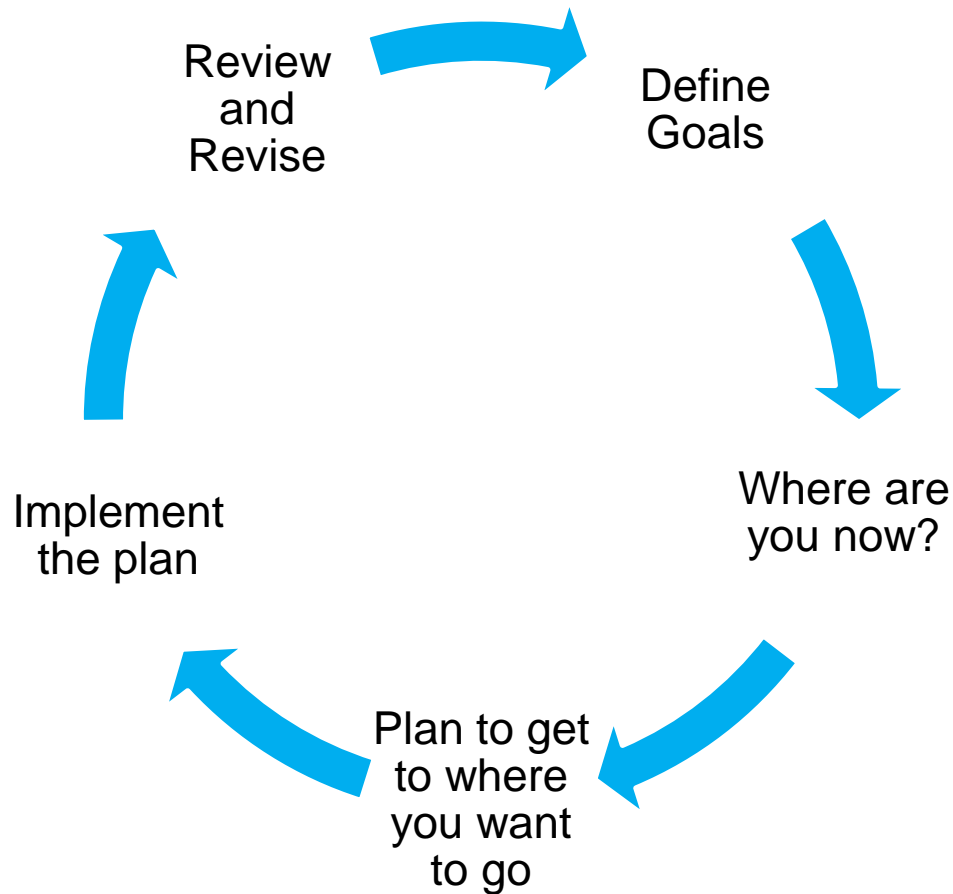 Review
and
Revise
Define
Goals
Where are
you now?
Plan to get
to where
you want
to go
Implement
the plan